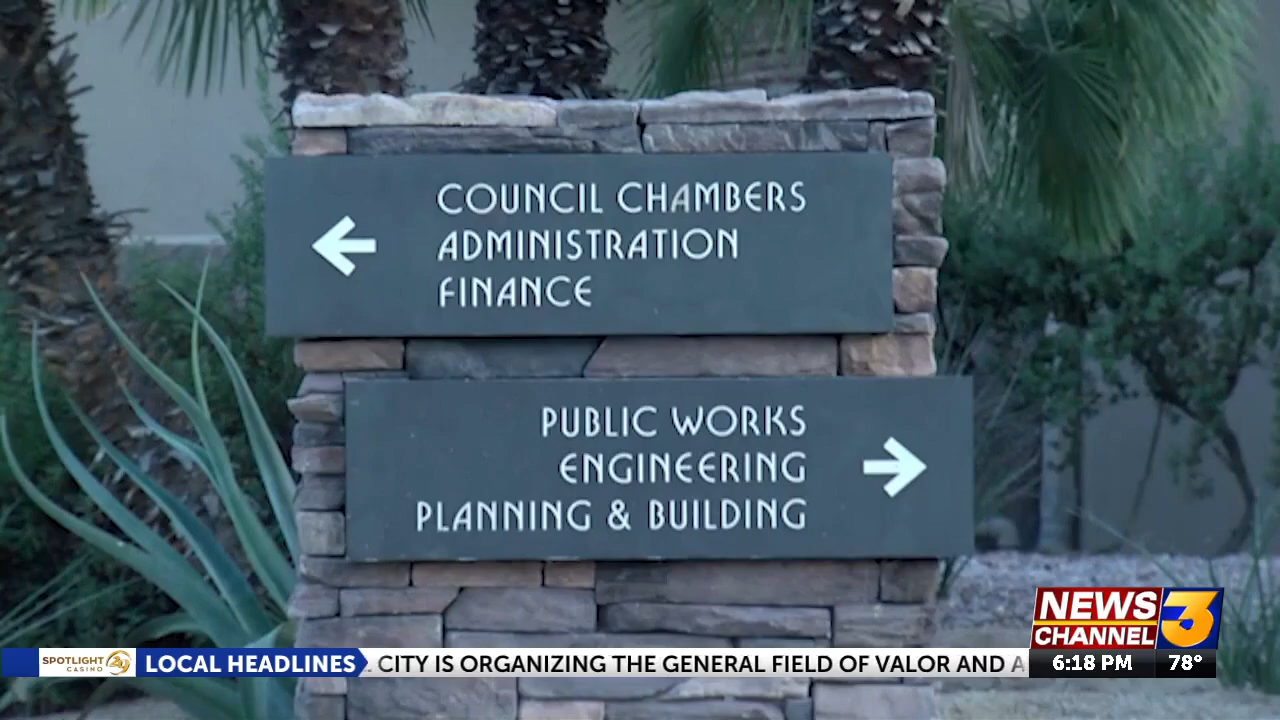 COUNCIL CHAMBERS
ADMINISTRATION
FINANCE
PUBLIC WORKS
ENGINEERING
PLANNING & BUILDING
NEWS
CHANNEL 3
SPOTLIGHT 29
CASINO
LOCAL HEADLINES
CITY IS ORGANIZING THE GENERAL FIELD OF VALOR AND
6:18 PM 78°